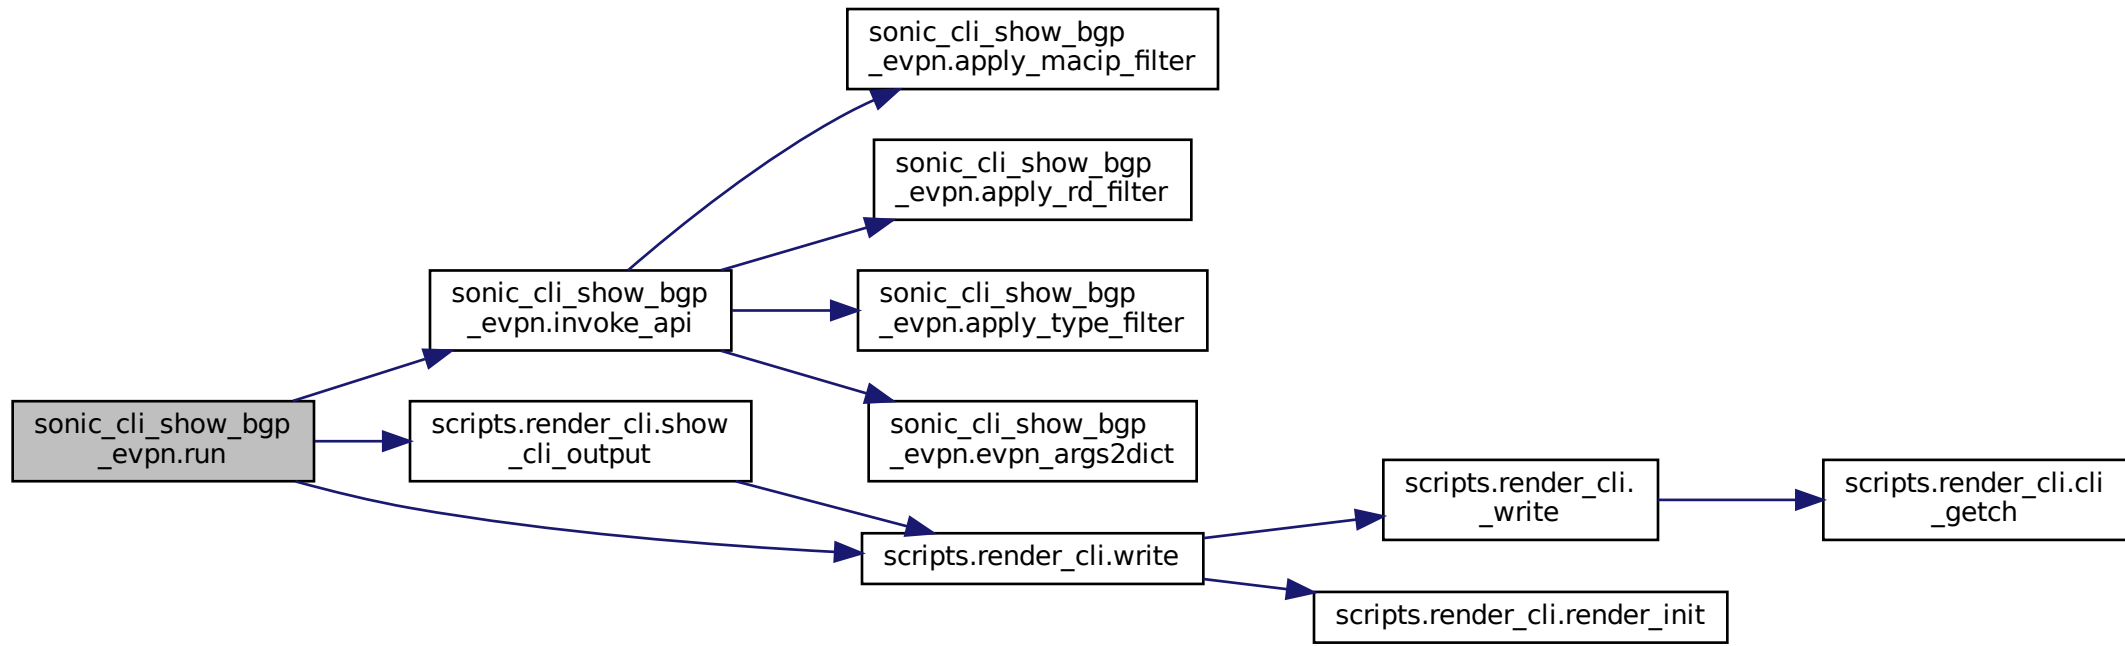 sonic_cli_show_bgp
_evpn.apply_macip_filter
sonic_cli_show_bgp
_evpn.apply_rd_filter
sonic_cli_show_bgp
_evpn.invoke_api
sonic_cli_show_bgp
_evpn.apply_type_filter
sonic_cli_show_bgp
_evpn.run
scripts.render_cli.show
_cli_output
sonic_cli_show_bgp
_evpn.evpn_args2dict
scripts.render_cli.write
scripts.render_cli.
_write
scripts.render_cli.cli
_getch
scripts.render_cli.render_init